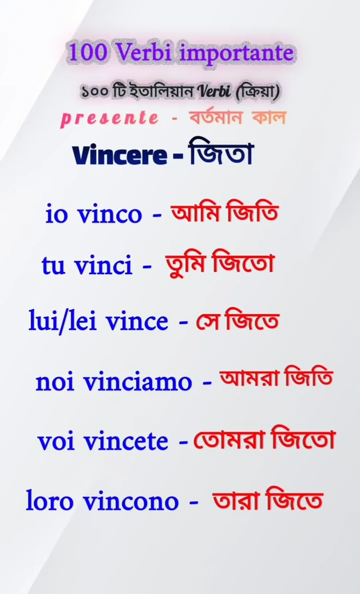 100 Verbi importante
১০০ টি ইতালিয়ান Verbi (ক্রিয়া)
presente - বর্তমান কাল
Vincere - জিতা
io vinco - আমি জিতি
tu vinci - তুমি জিতো
lui/lei vince - সে জিতে
noi vinciamo - আমরা জিতি
voi vincete - তোমরা জিতো
loro vincono - তারা জিতে